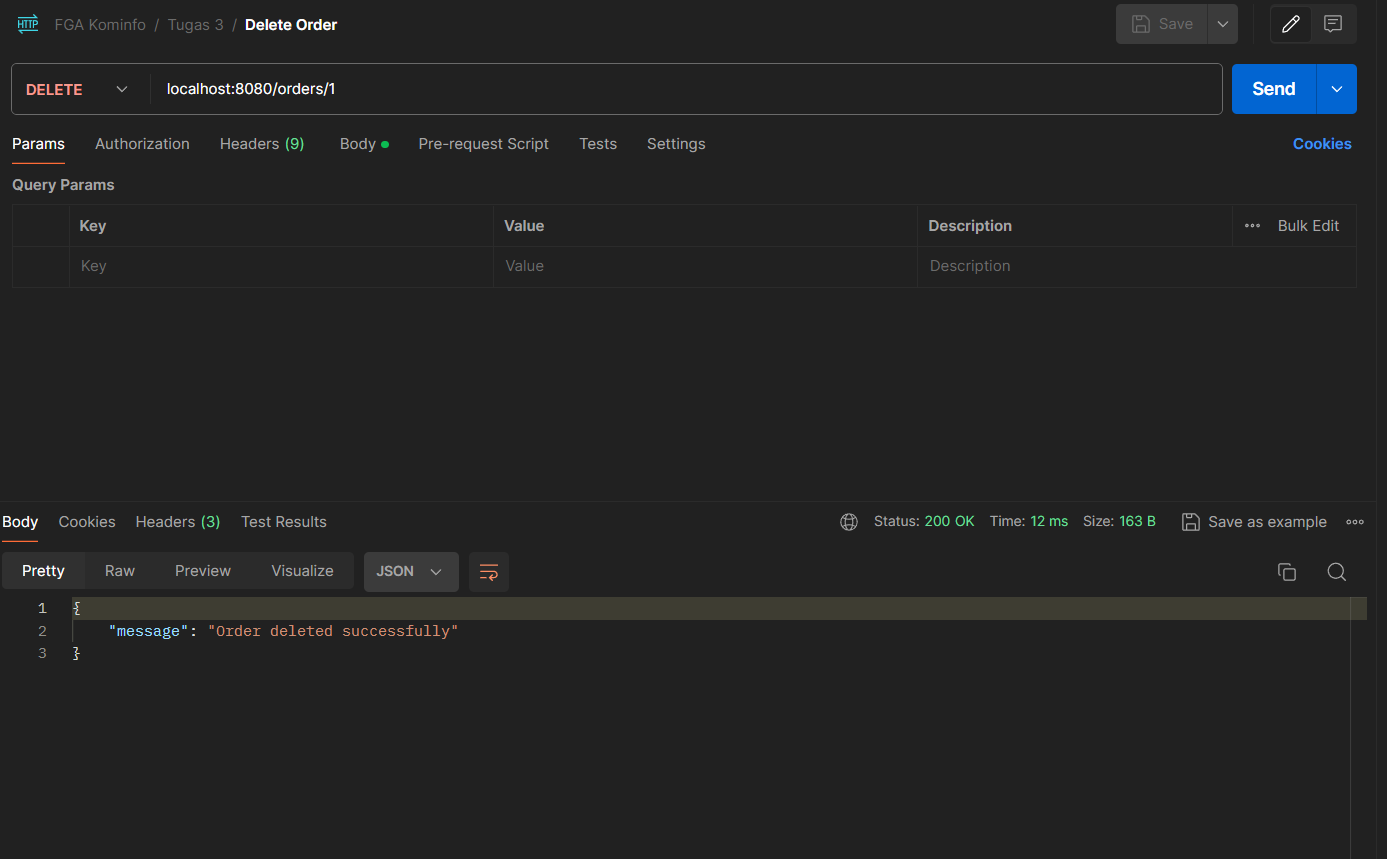 HTTP FGA Kominfo / Tugas 3 / Delete Order Save
DELETE localhost:8080/orders/1 Send
Params Authorization Headers (9) Body Pre-request Script Tests Settings Cookies
Query Params
Key Value Description Bulk Edit
Key Value Description
Body Cookies Headers (3) Test Results Status: 200 OK Time: 12 ms Size: 163 B Save as example
Pretty Raw Preview Visualize JSON
1 {
2 "message": "Order deleted successfully"
3 }